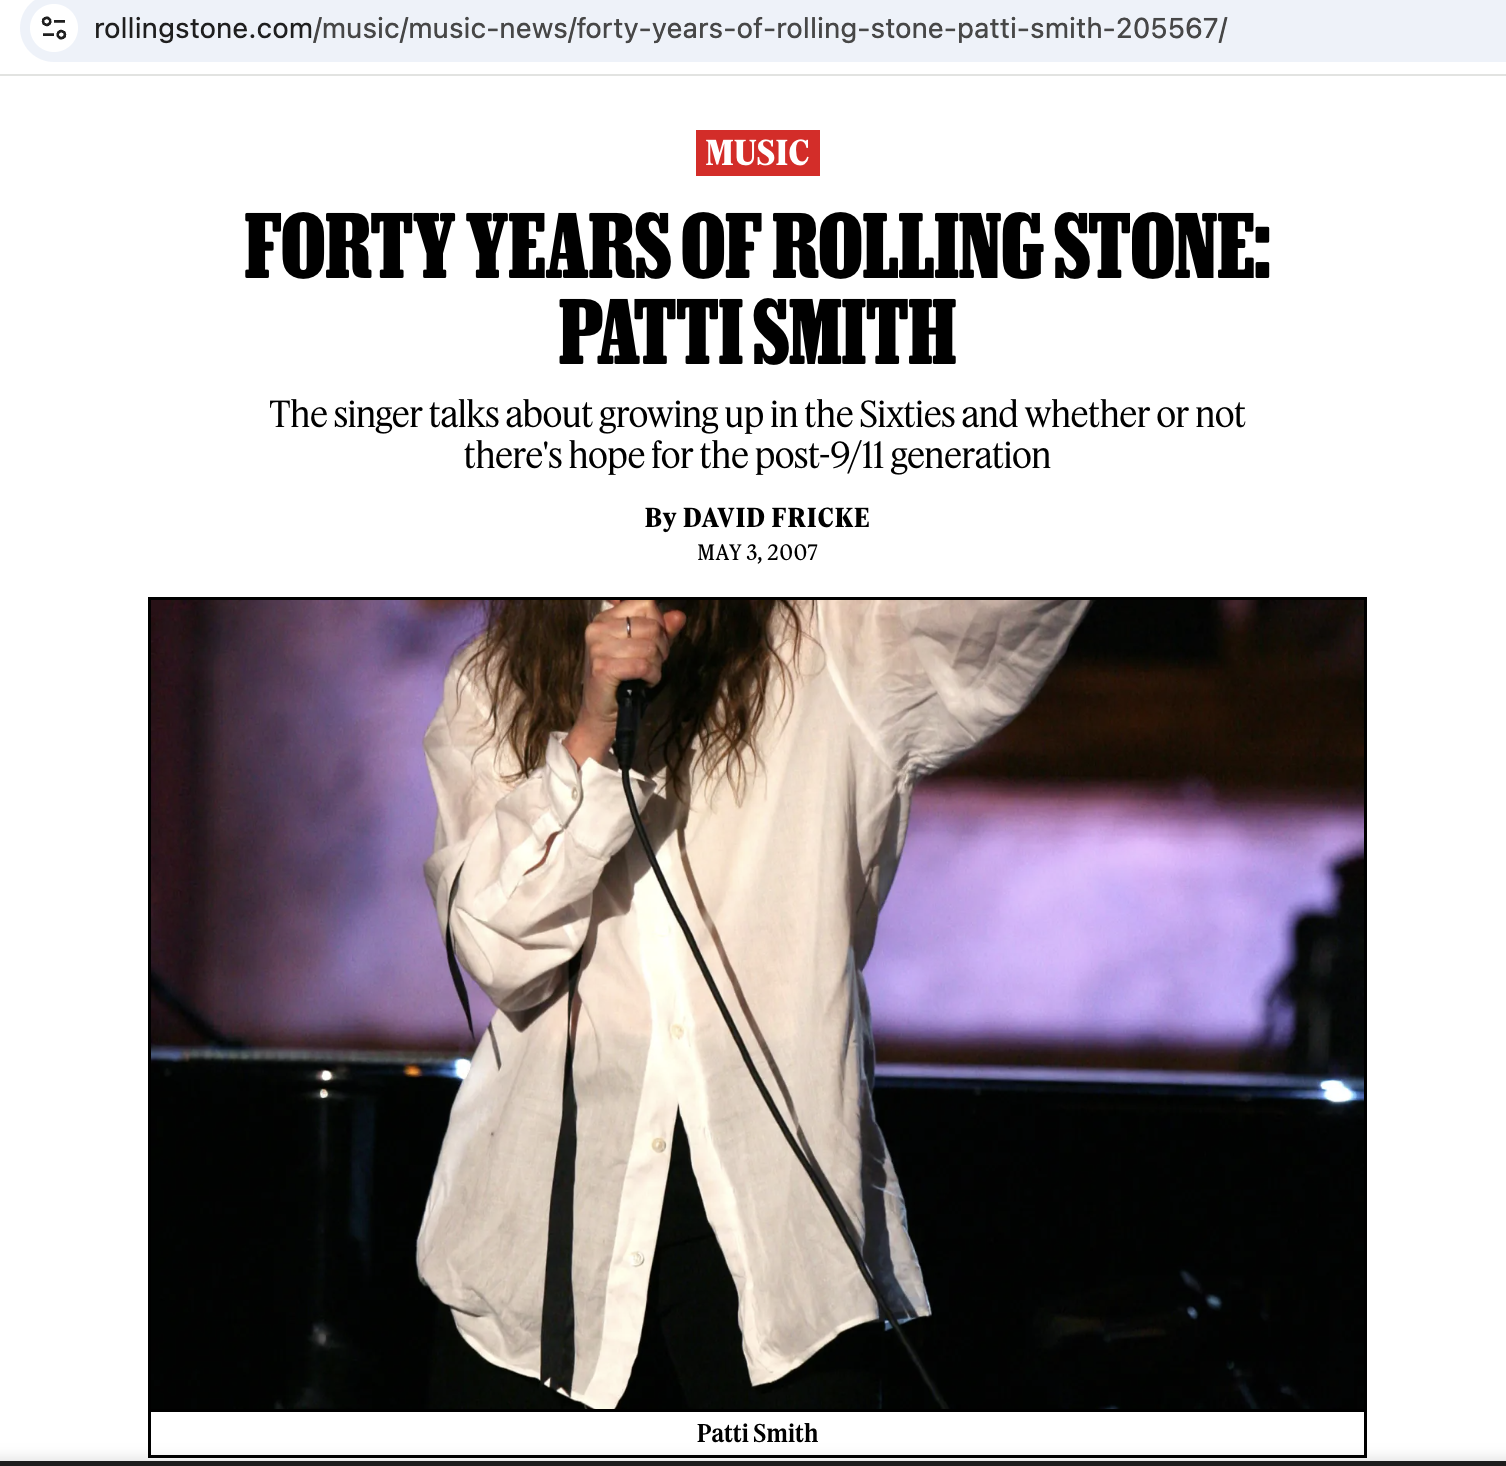 rollingstone.com/music/music-news/forty-years-of-rolling-stone-patti-smith-205567/
MUSIC
FORTY YEARS OF ROLLING STONE:
PATTI SMITH
The singer talks about growing up in the Sixties and whether or not
there's hope for the post-9/11 generation
By DAVID FRICKE
MAY 3, 2007
Patti Smith